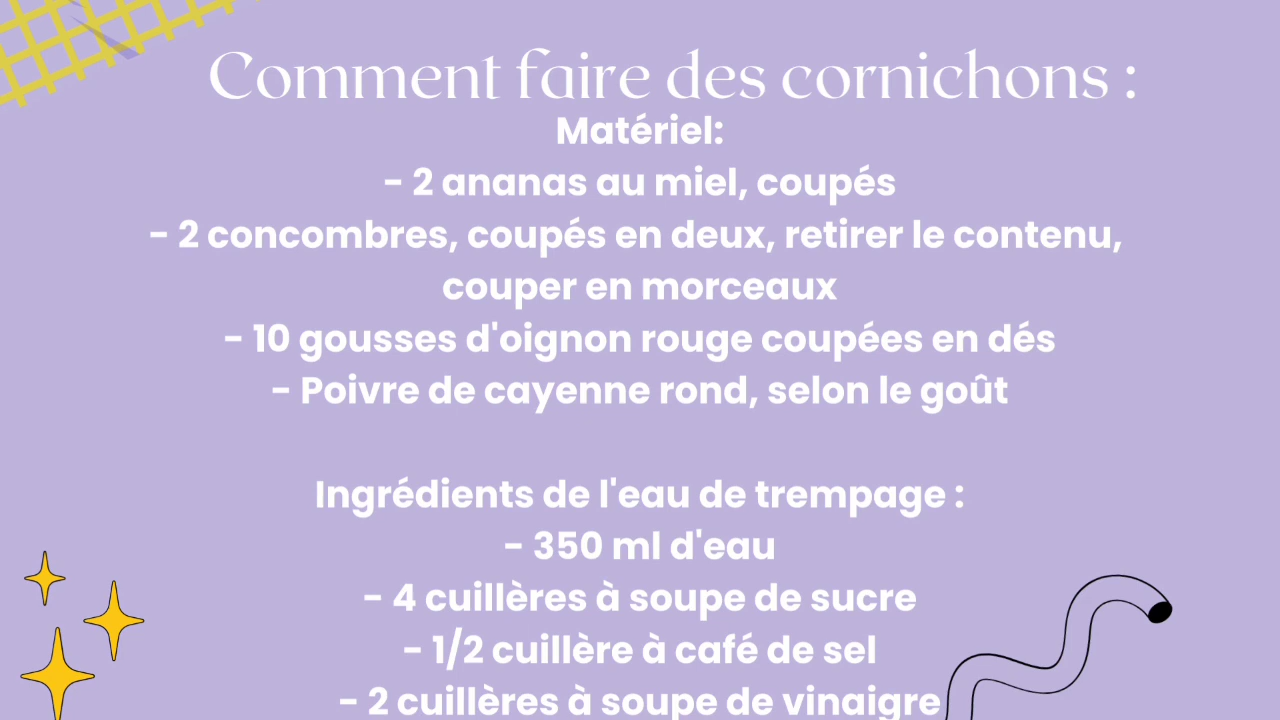 Comment faire des cornichons :
Matériel:
- 2 ananas au miel, coupés
- 2 concombres, coupés en deux, retirer le contenu,
couper en morceaux
- 10 gousses d'oignon rouge coupées en dés
- Poivre de cayenne rond, selon le goût
Ingrédients de l'eau de trempage :
- 350 ml d'eau
- 4 cuillères à soupe de sucre
- 1/2 cuillère à café de sel
- 2 cuillères à soupe de vinaigre